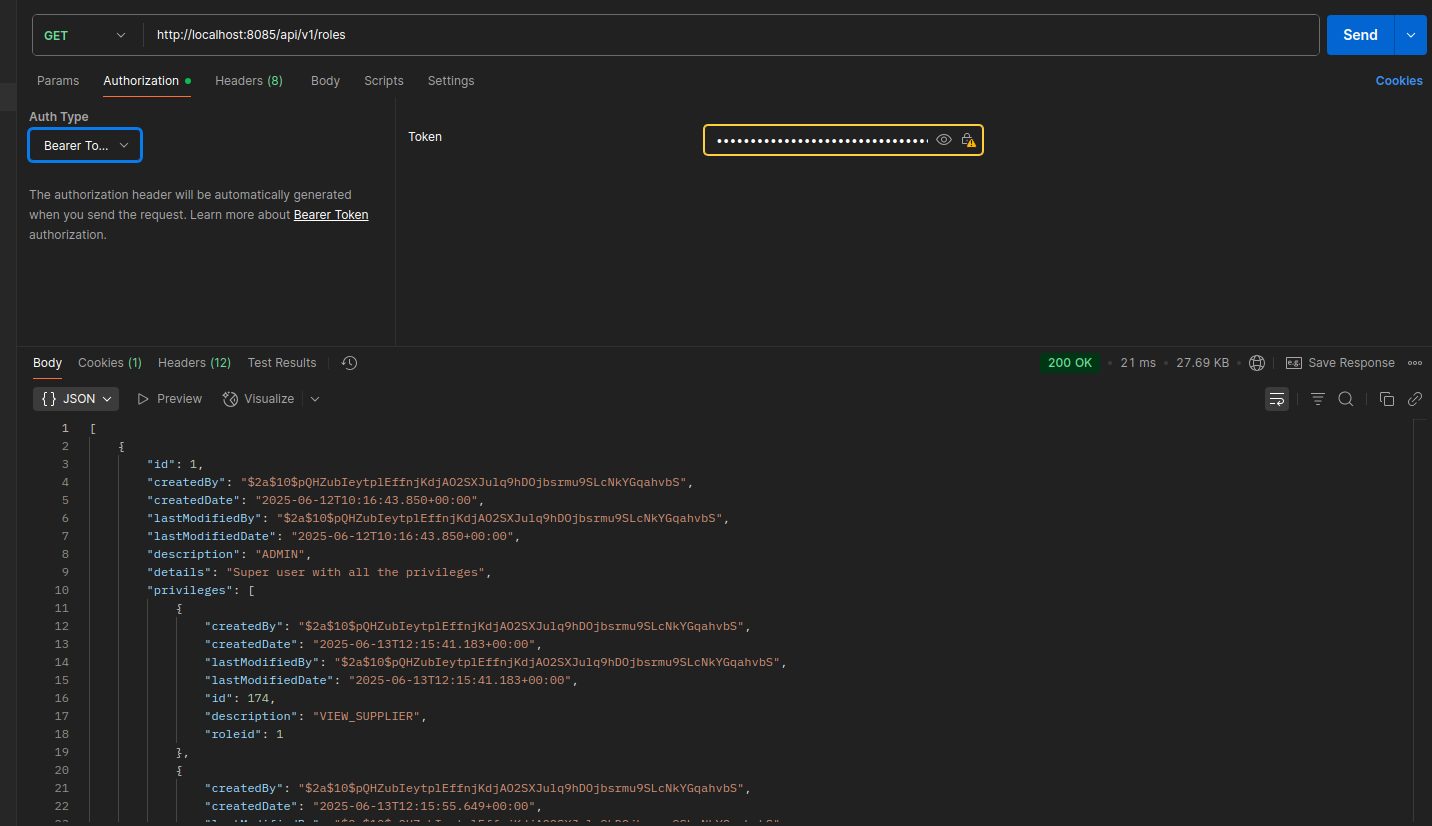 GET http://localhost:8085/api/v1/roles Send
Params Authorization Headers (8) Body Scripts Settings Cookies
Auth Type
Bearer To...
Token
The authorization header will be automatically generated
when you send the request. Learn more about Bearer Token
authorization.
Body Cookies (1) Headers (12) Test Results 200 OK • 21 ms • 27.69 KB • e.g. Save Response
{} JSON Preview Visualize
1 [
2 {
3 "id": 1,
4 "createdBy": "$2a$10$pQHZubIeytplEffnjKdjAO2SXJulq9hDOjbsrmu9SLcNkYGqahvbS",
5 "createdDate": "2025-06-12T10:16:43.850+00:00",
6 "lastModifiedBy": "$2a$10$pQHZubIeytplEffnjKdjAO2SXJulq9hDOjbsrmu9SLcNkYGqahvbS",
7 "lastModifiedDate": "2025-06-12T10:16:43.850+00:00",
8 "description": "ADMIN",
9 "details": "Super user with all the privileges",
10 "privileges": [
11 {
12 "createdBy": "$2a$10$pQHZubIeytplEffnjKdjAO2SXJulq9hDOjbsrmu9SLcNkYGqahvbS",
13 "createdDate": "2025-06-13T12:15:41.183+00:00",
14 "lastModifiedBy": "$2a$10$pQHZubIeytplEffnjKdjAO2SXJulq9hDOjbsrmu9SLcNkYGqahvbS",
15 "lastModifiedDate": "2025-06-13T12:15:41.183+00:00",
16 "id": 174,
17 "description": "VIEW_SUPPLIER",
18 "roleid": 1
19 },
20 {
21 "createdBy": "$2a$10$pQHZubIeytplEffnjKdjAO2SXJulq9hDOjbsrmu9SLcNkYGqahvbS",
22 "createdDate": "2025-06-13T12:15:55.649+00:00",